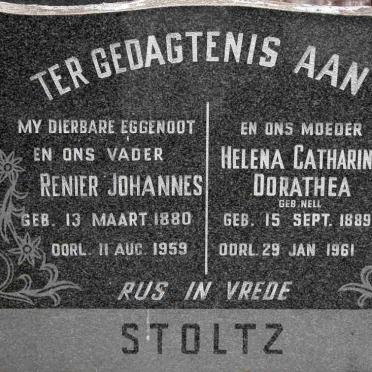 TER GEDAGTENIS AAN
MY DIERBARE EGGENOOT
EN ONS VADER
RENIER JOHANNES
GEB. 13 MAART 1880
OORL. 11 AUG. 1959
EN ONS MOEDER
HELENA CATHARIN
DORATHEA
GEB. NELL
GEB. 15 SEPT. 1889
OORL. 29 JAN 1961
RUS IN VREDE
STOLTZ